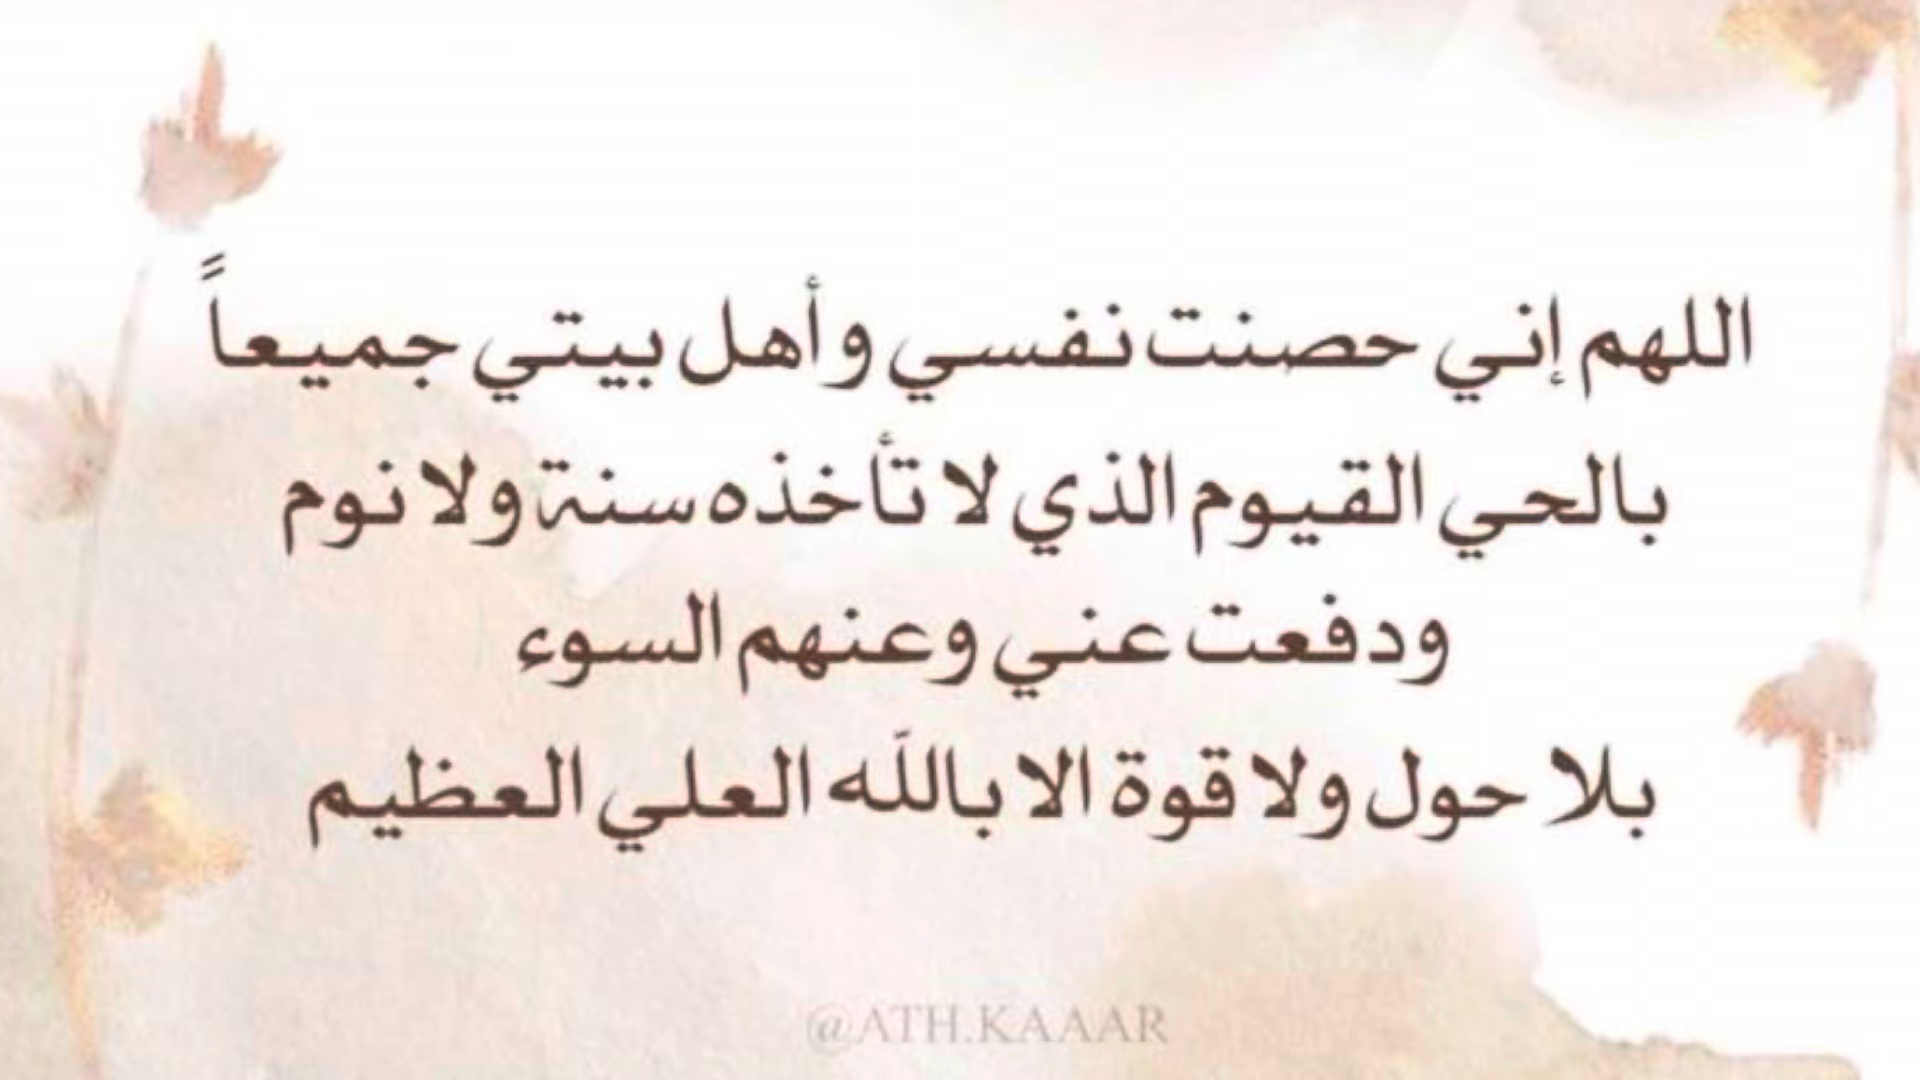 اللهم إني حصنت نفسي وأهل بيتي جميعاً
بالحي القيوم الذي لا تأخذه سنة ولا نوم
ودفعت عني وعنهم السوء
بلا حول ولا قوة الا بالله العلي العظيم
@ATH.KAAAR